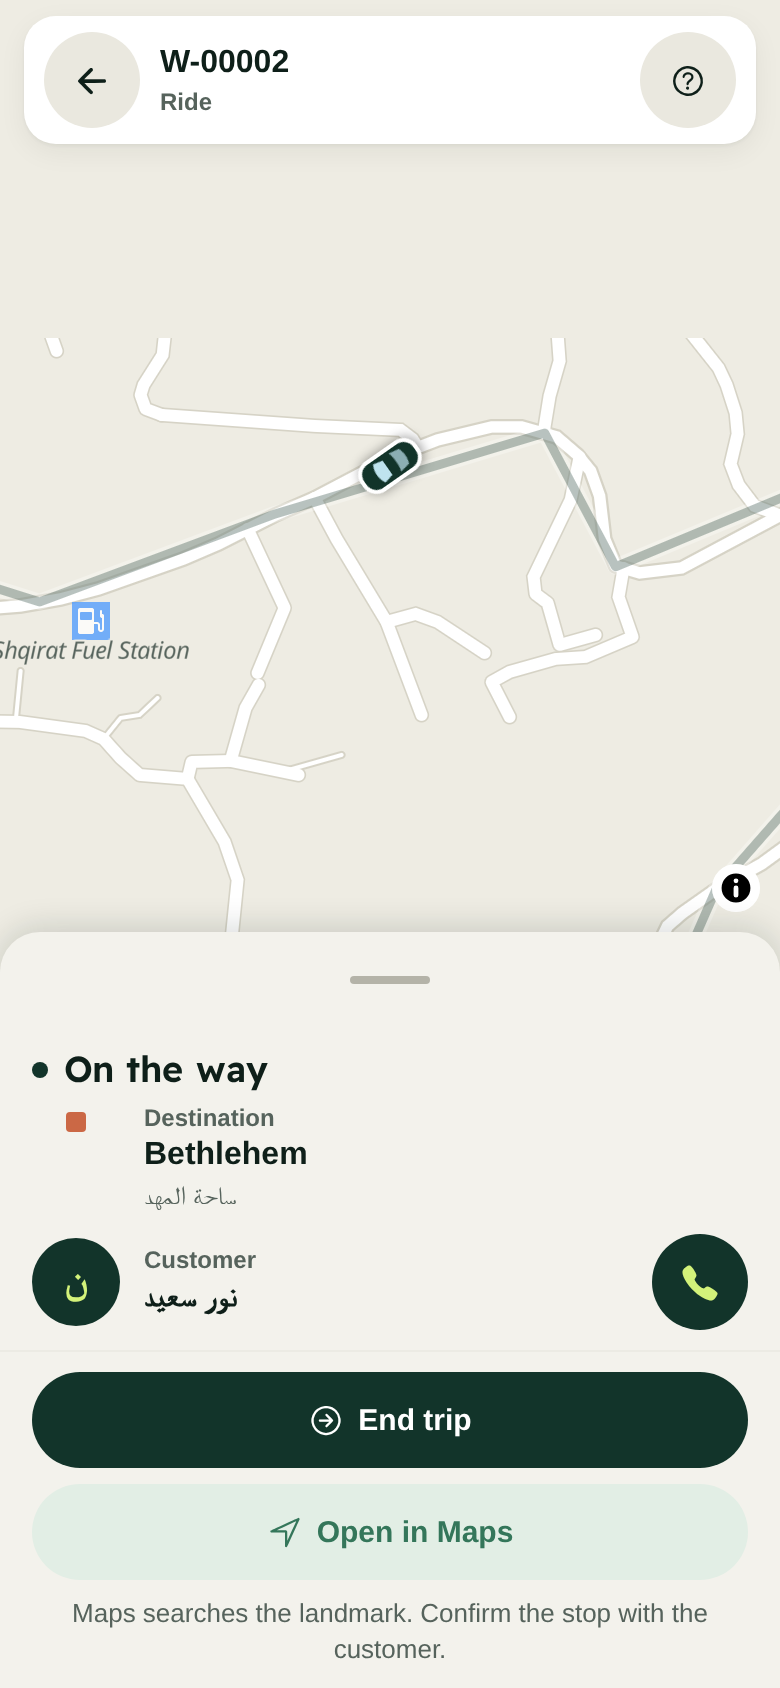 W-00002
Ride
Shqirat Fuel Station
On the way
Destination
Bethlehem
ساحة المهد
Customer
ن
نور سعيد
End trip
Open in Maps
Maps searches the landmark. Confirm the stop with the
customer.